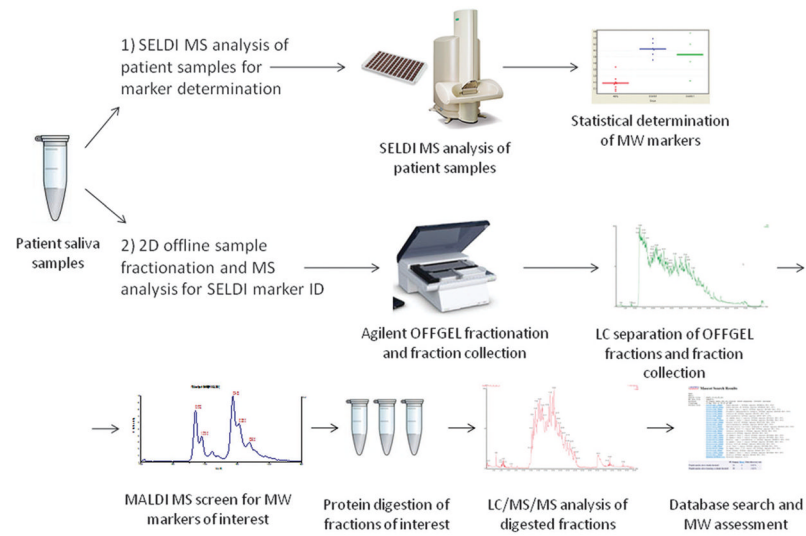 1) SELDI MS analysis of
patient samples for
marker determination
SELDI MS analysis of
patient samples
Statistical determination
of MW markers
Patient saliva
samples
2) 2D offline sample
fractionation and MS
analysis for SELDI marker ID
Agilent OFFGEL fractionation
and fraction collection
LC separation of OFFGEL
fractions and fraction
collection
MALDI MS screen for MW
markers of interest
Protein digestion of
fractions of interest
LC/MS/MS analysis of
digested fractions
Database search and
MW assessment